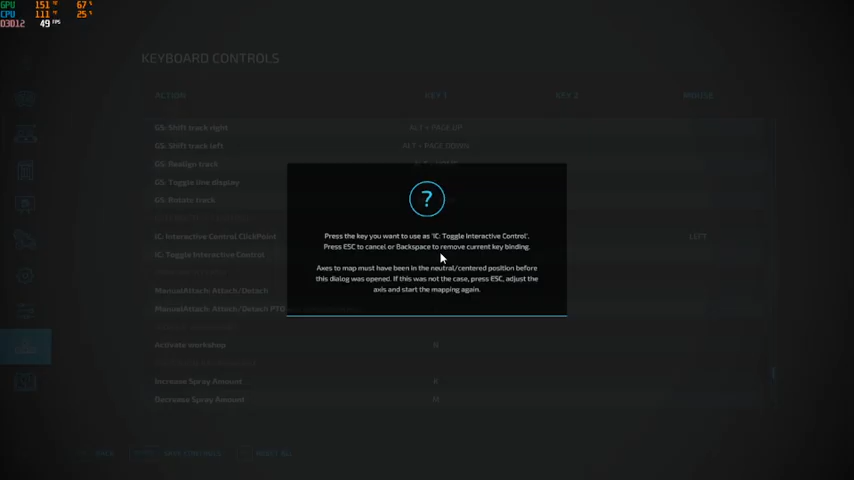 GPU 151 °F 67 %
CPU 111 °F 25 %
D3D12 49 FPS
KEYBOARD CONTROLS
ACTION KEY 1 KEY 2 MOUSE
GS: Shift track right ALT + PAGE UP
GS: Shift track left ALT + PAGE DOWN
GS: Realign track
GS: Toggle line display
GS: Rotate track
?
Press the key you want to use as 'IC: Toggle Interactive Control'.
Press ESC to cancel or Backspace to remove current key binding.
Axes to map must have been in the neutral/centered position before
this dialog was opened. If this was not the case, press ESC, adjust the
axis and start the mapping again.
IC: Interactive Control ClickPoint LEFT
IC: Toggle Interactive Control
ManualAttach: Attach/Detach
ManualAttach: Attach/Detach PTO
Activate workshop
Increase Spray Amount
Decrease Spray Amount
BACK SAVE CONTROLS RESET ALL